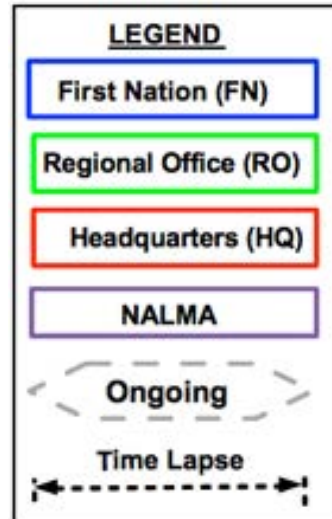 LEGEND
First Nation (FN)
Regional Office (RO)
Headquarters (HQ)
NALMA
Ongoing
Time Lapse